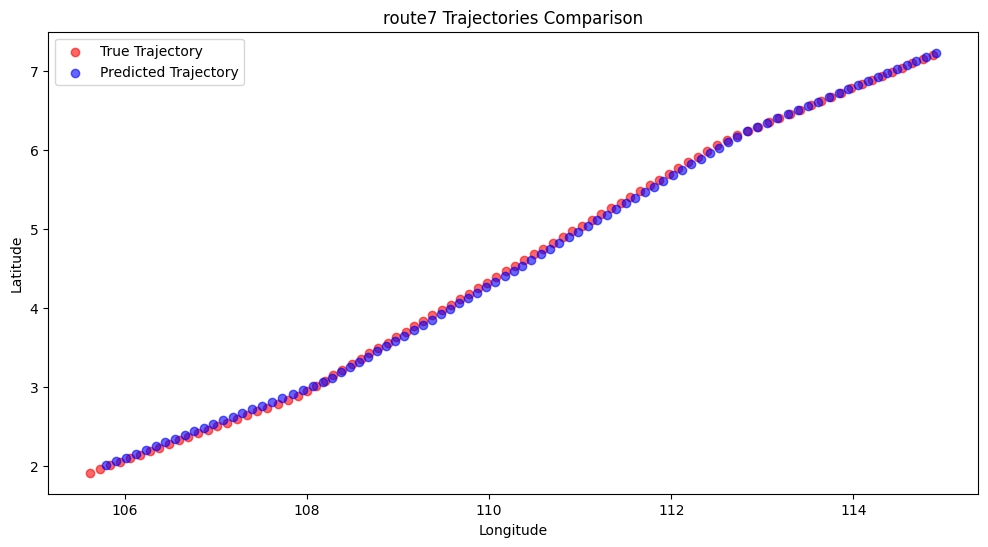 route7 Trajectories Comparison
True Trajectory
Predicted Trajectory
7
6
5
4
3
2
Latitude
106 108 110 112 114
Longitude